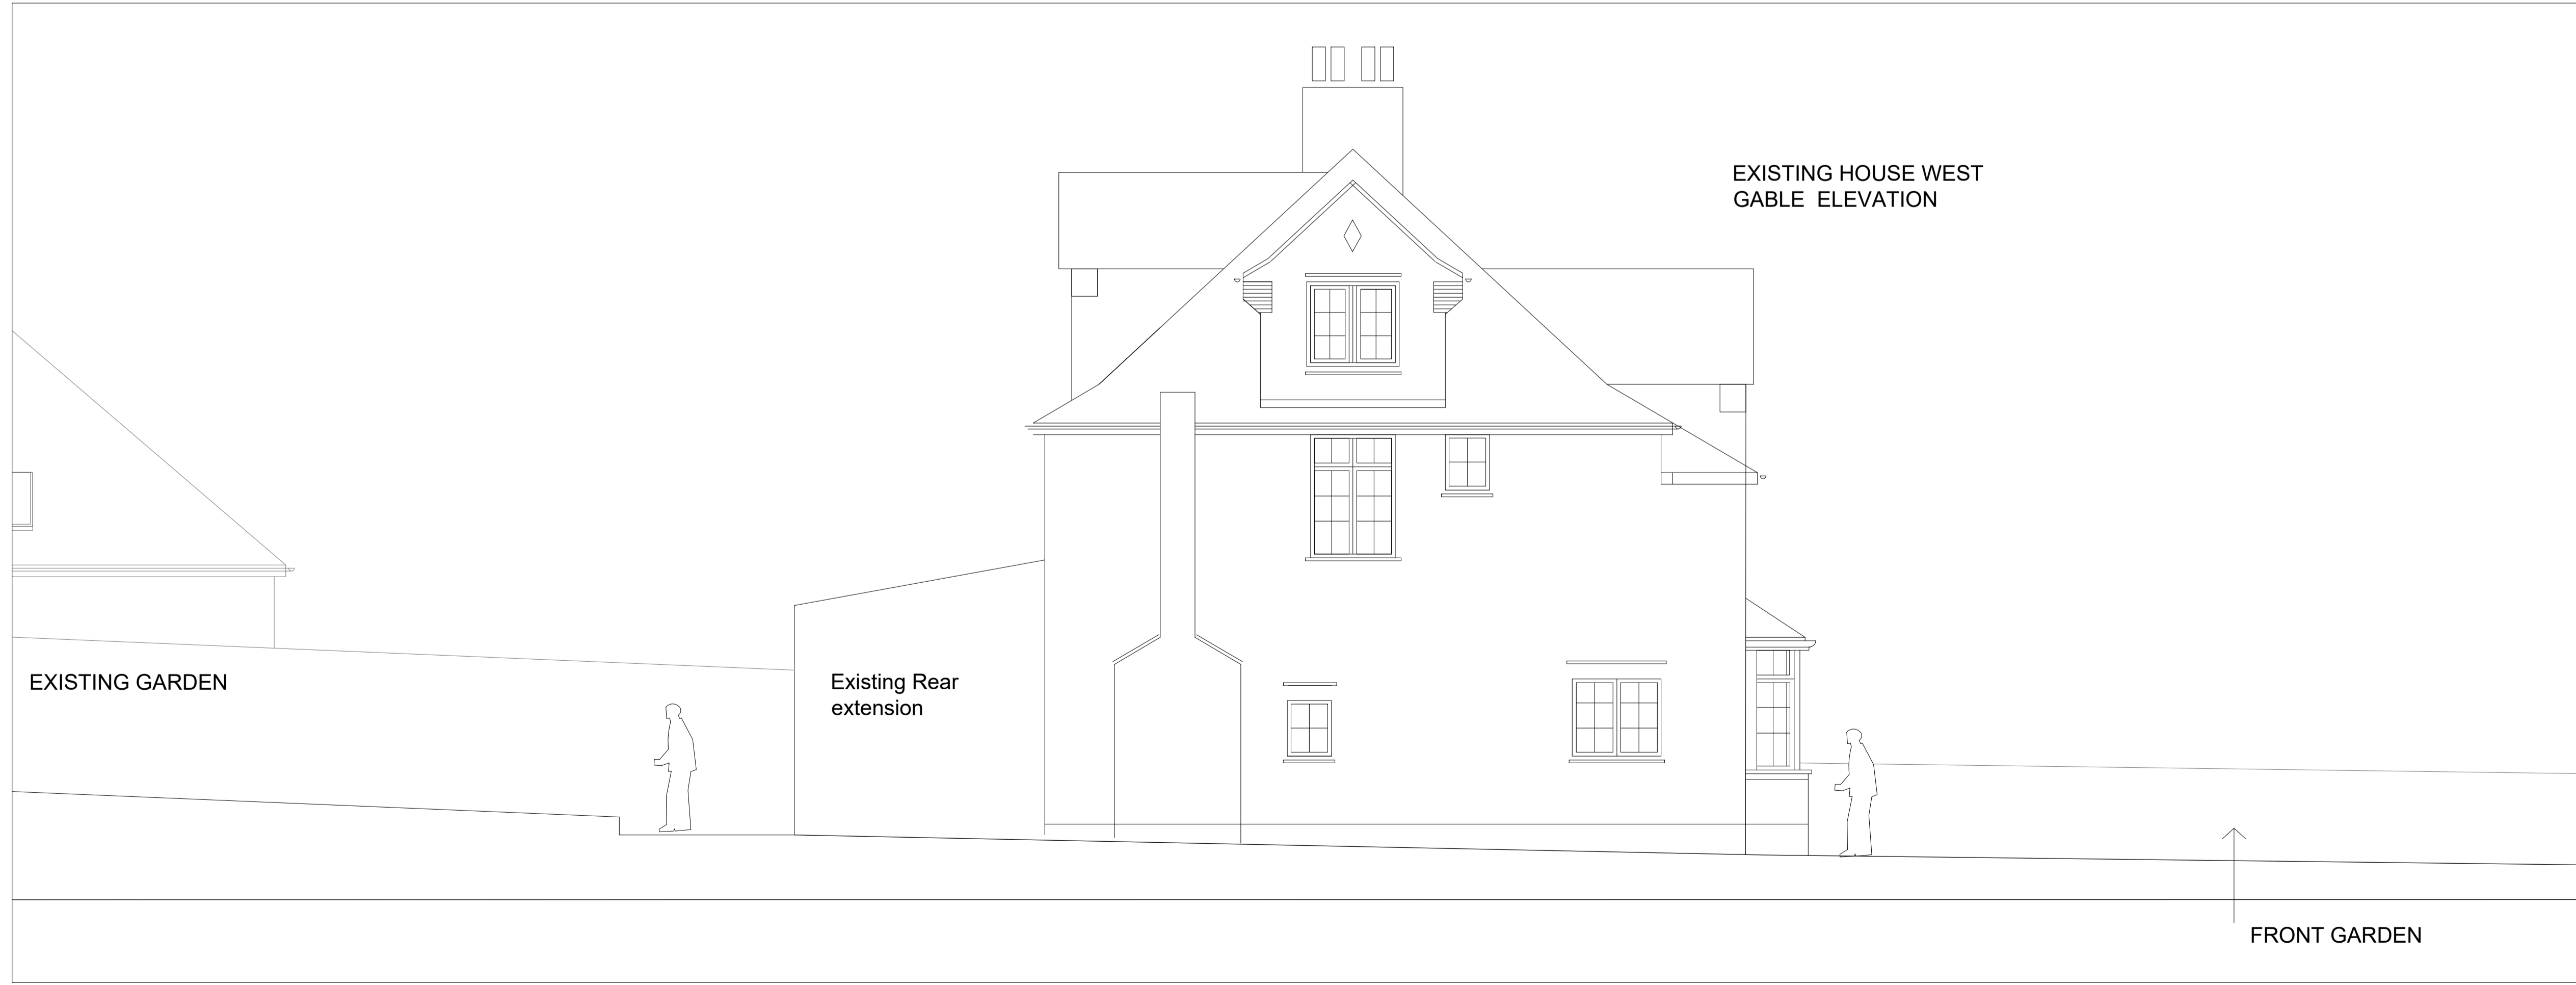 EXISTING HOUSE WEST
GABLE  ELEVATION
EXISTING GARDEN
Existing Rear
extension
FRONT GARDEN